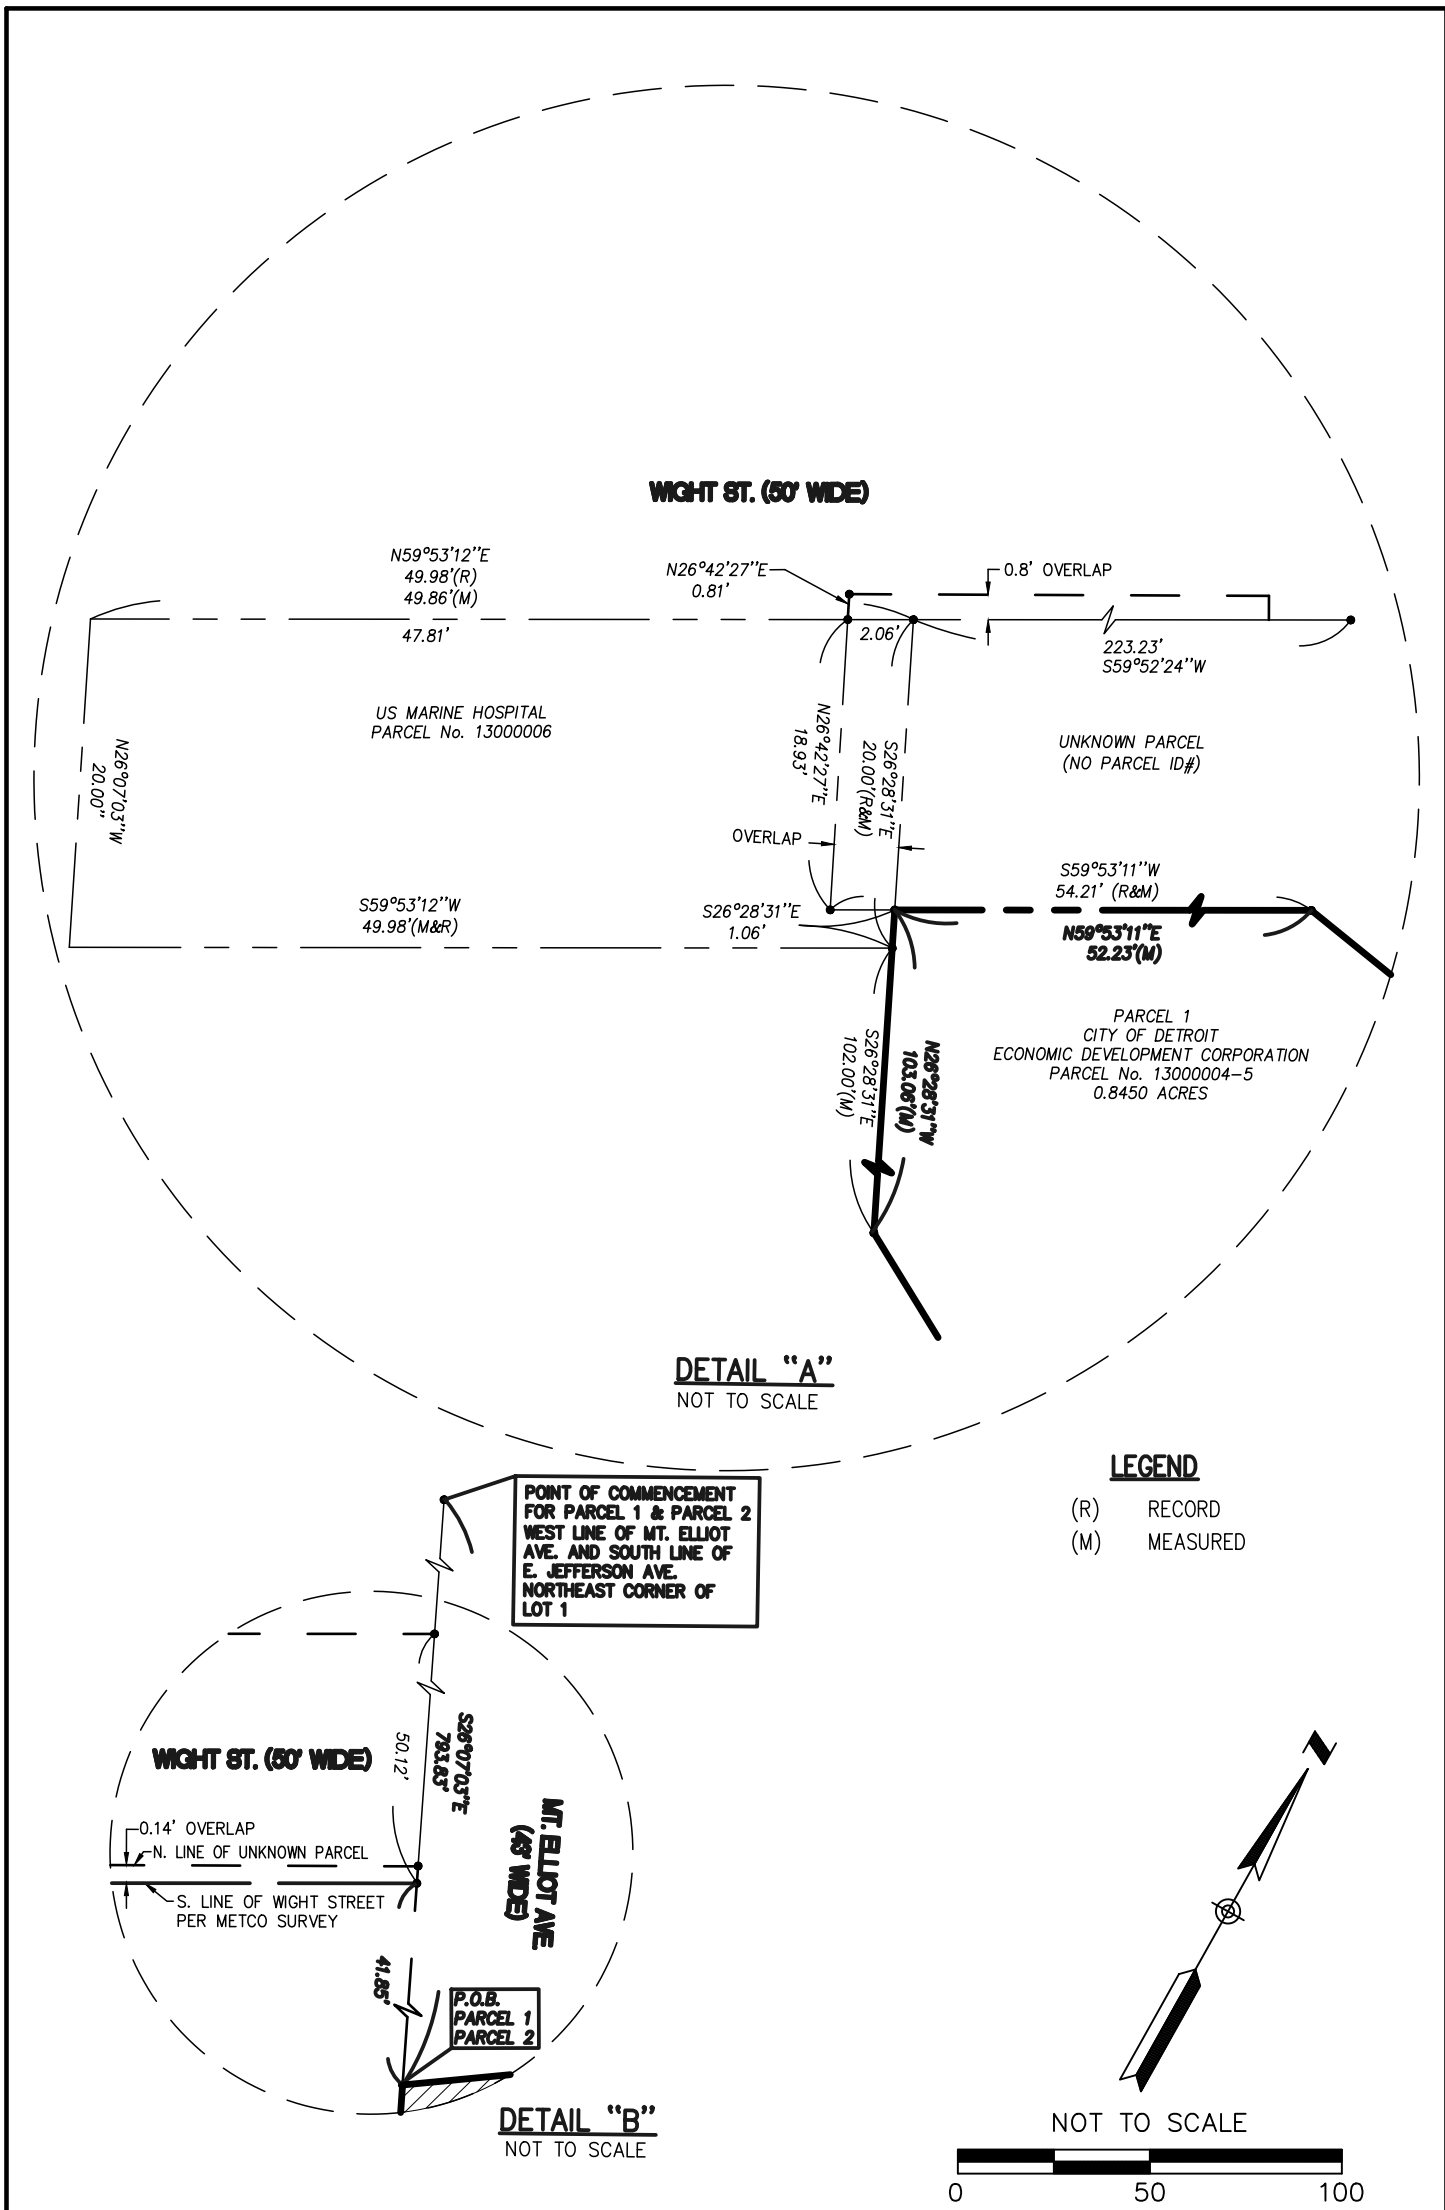 WIGHT ST. (50' WIDE)
N59°53'12"E
49.98'(R)
49.86'(M)
47.81'
N26°42'27"E
0.81'
0.8' OVERLAP
2.06'
223.23'
S59°52'24"W
US MARINE HOSPITAL
PARCEL No. 13000006
N26°07'03"W
20.00"
N26°42'27"E
18.93'
S26°28'31"E
20.00'(R&M)
UNKNOWN PARCEL
(NO PARCEL ID#)
OVERLAP
S59°53'12"W
49.98'(M&R)
S26°28'31"E
1.06'
S59°53'11"W
54.21' (R&M)
N59°53'11"E
52.23'(M)
S26°28'31"E
102.00'(M)
N26°28'31"W
103.06'(M)
PARCEL 1
CITY OF DETROIT
ECONOMIC DEVELOPMENT CORPORATION
PARCEL No. 13000004-5
0.8450 ACRES
DETAIL "A"
NOT TO SCALE
LEGEND
(R) RECORD
(M) MEASURED
POINT OF COMMENCEMENT
FOR PARCEL 1 & PARCEL 2
WEST LINE OF MT. ELLIOT
AVE. AND SOUTH LINE OF
E. JEFFERSON AVE.
NORTHEAST CORNER OF
LOT 1
WIGHT ST. (50' WIDE)
50.12'
S26°07'03"E
793.83'
MT. ELLIOT AVE.
(43' WIDE)
0.14' OVERLAP
N. LINE OF UNKNOWN PARCEL
S. LINE OF WIGHT STREET
PER METCO SURVEY
41.85'
P.O.B.
PARCEL 1
PARCEL 2
DETAIL "B"
NOT TO SCALE
N
NOT TO SCALE
0 50 100